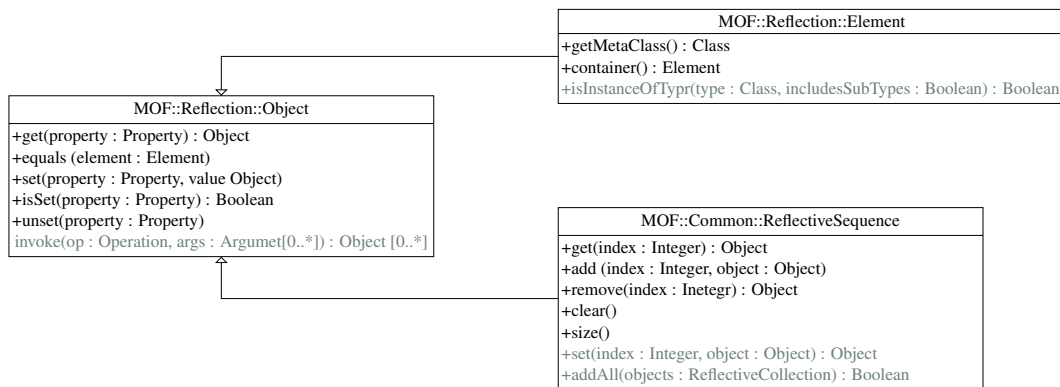 MOF::Reflection::Element
+getMetaClass() : Class
+container() : Element
+isInstanceOfTypr(type : Class, includesSubTypes : Boolean) : Boolean
MOF::Reflection::Object
+get(property : Property) : Object
+equals (element : Element)
+set(property : Property, value Object)
+isSet(property : Property) : Boolean
+unset(property : Property)
invoke(op : Operation, args : Argumet[0..*]) : Object [0..*]
MOF::Common::ReflectiveSequence
+get(index : Integer) : Object
+add (index : Integer, object : Object)
+remove(index : Inetegr) : Object
+clear()
+size()
+set(index : Integer, object : Object) : Object
+addAll(objects : ReflectiveCollection) : Boolean